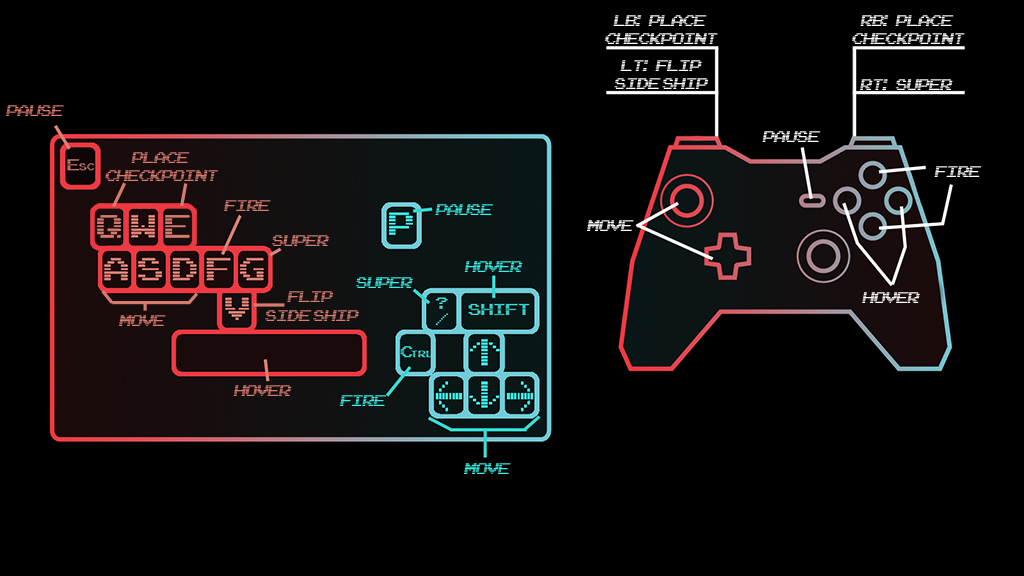 PAUSE
ESC
PLACE
CHECKPOINT
Q W E
FIRE
A S D F G
SUPER
MOVE
V
FLIP
SIDE SHIP
HOVER
P
PAUSE
HOVER
SUPER
?
/
SHIFT
CTRL
FIRE
MOVE
LB: PLACE
CHECKPOINT
LT: FLIP
SIDE SHIP
RB: PLACE
CHECKPOINT
RT: SUPER
PAUSE
FIRE
MOVE
HOVER